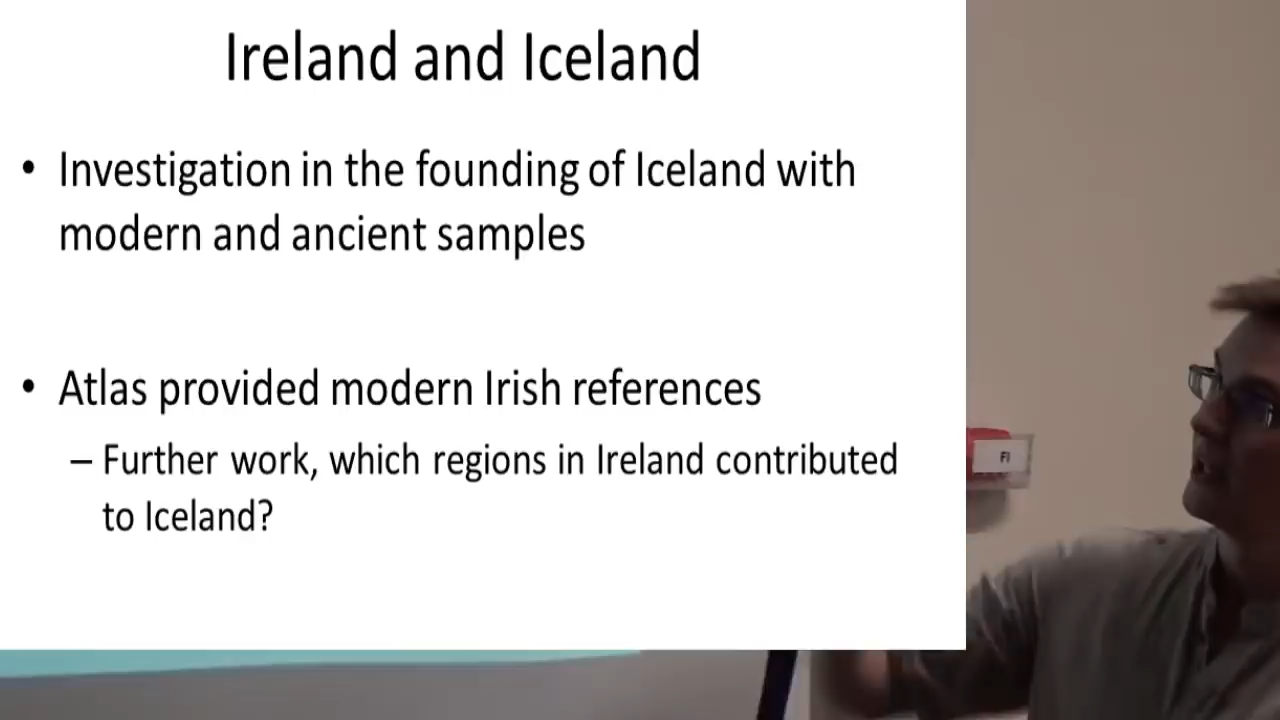 Ireland and Iceland
• Investigation in the founding of Iceland with
modern and ancient samples
• Atlas provided modern Irish references
– Further work, which regions in Ireland contributed
to Iceland?
FI